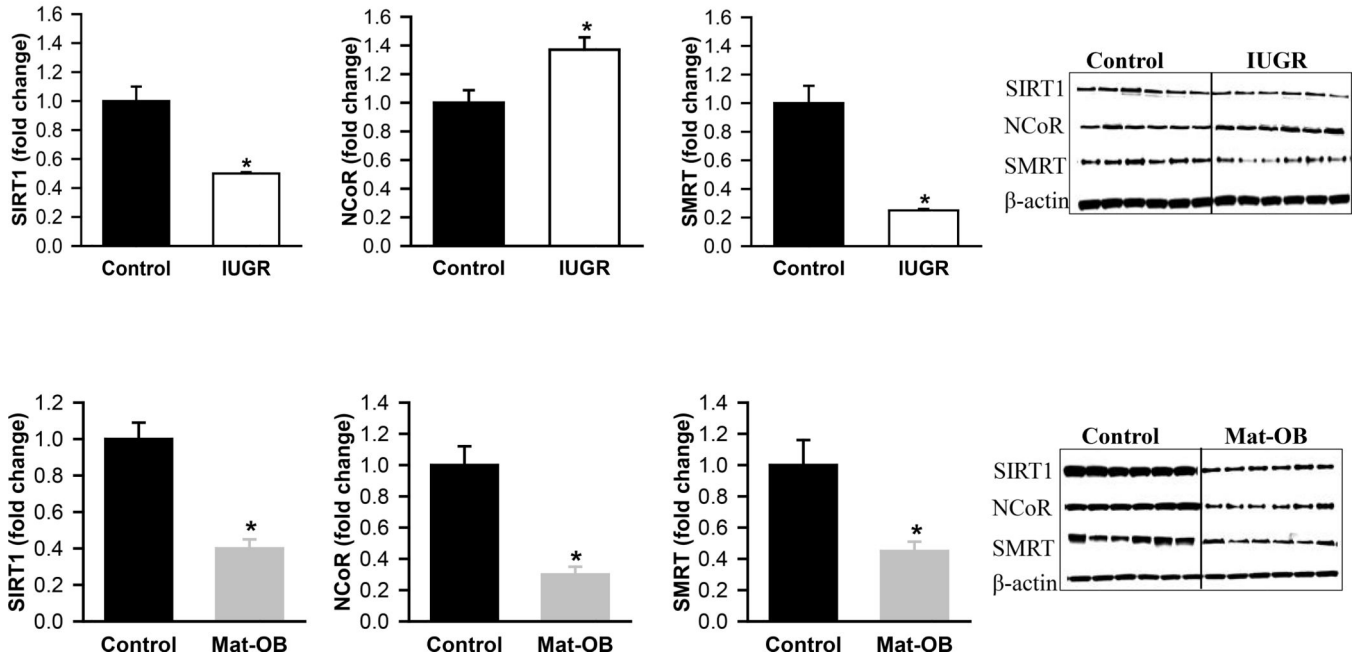 SIRT1 (fold change)
1.6
1.4
1.2
1.0
0.8
0.6
0.4
0.2
0.0
*
Control IUGR
NCoR (fold change)
1.6
1.4
1.2
1.0
0.8
0.6
0.4
0.2
0.0
*
Control IUGR
SMRT (fold change)
1.6
1.4
1.2
1.0
0.8
0.6
0.4
0.2
0.0
*
Control IUGR
Control IUGR
SIRT1
NCoR
SMRT
β-actin
SIRT1 (fold change)
1.2
1.0
0.8
0.6
0.4
0.2
0.0
*
Control Mat-OB
NCoR (fold change)
1.4
1.2
1.0
0.8
0.6
0.4
0.2
0.0
*
Control Mat-OB
SMRT (fold change)
1.4
1.2
1.0
0.8
0.6
0.4
0.2
0.0
*
Control Mat-OB
Control Mat-OB
SIRT1
NCoR
SMRT
β-actin